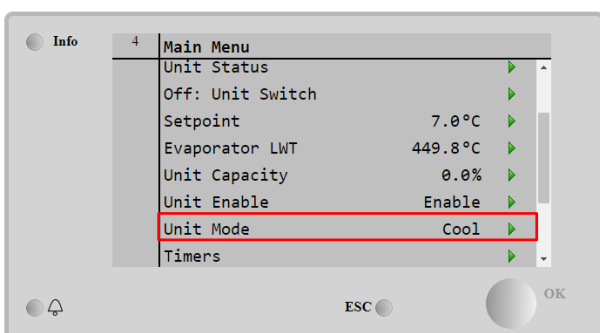 Info
4 Main Menu
Unit Status
Off: Unit Switch
Setpoint 7.0°C
Evaporator LWT 449.8°C
Unit Capacity 0.0%
Unit Enable Enable
Unit Mode Cool
Timers
ESC
OK